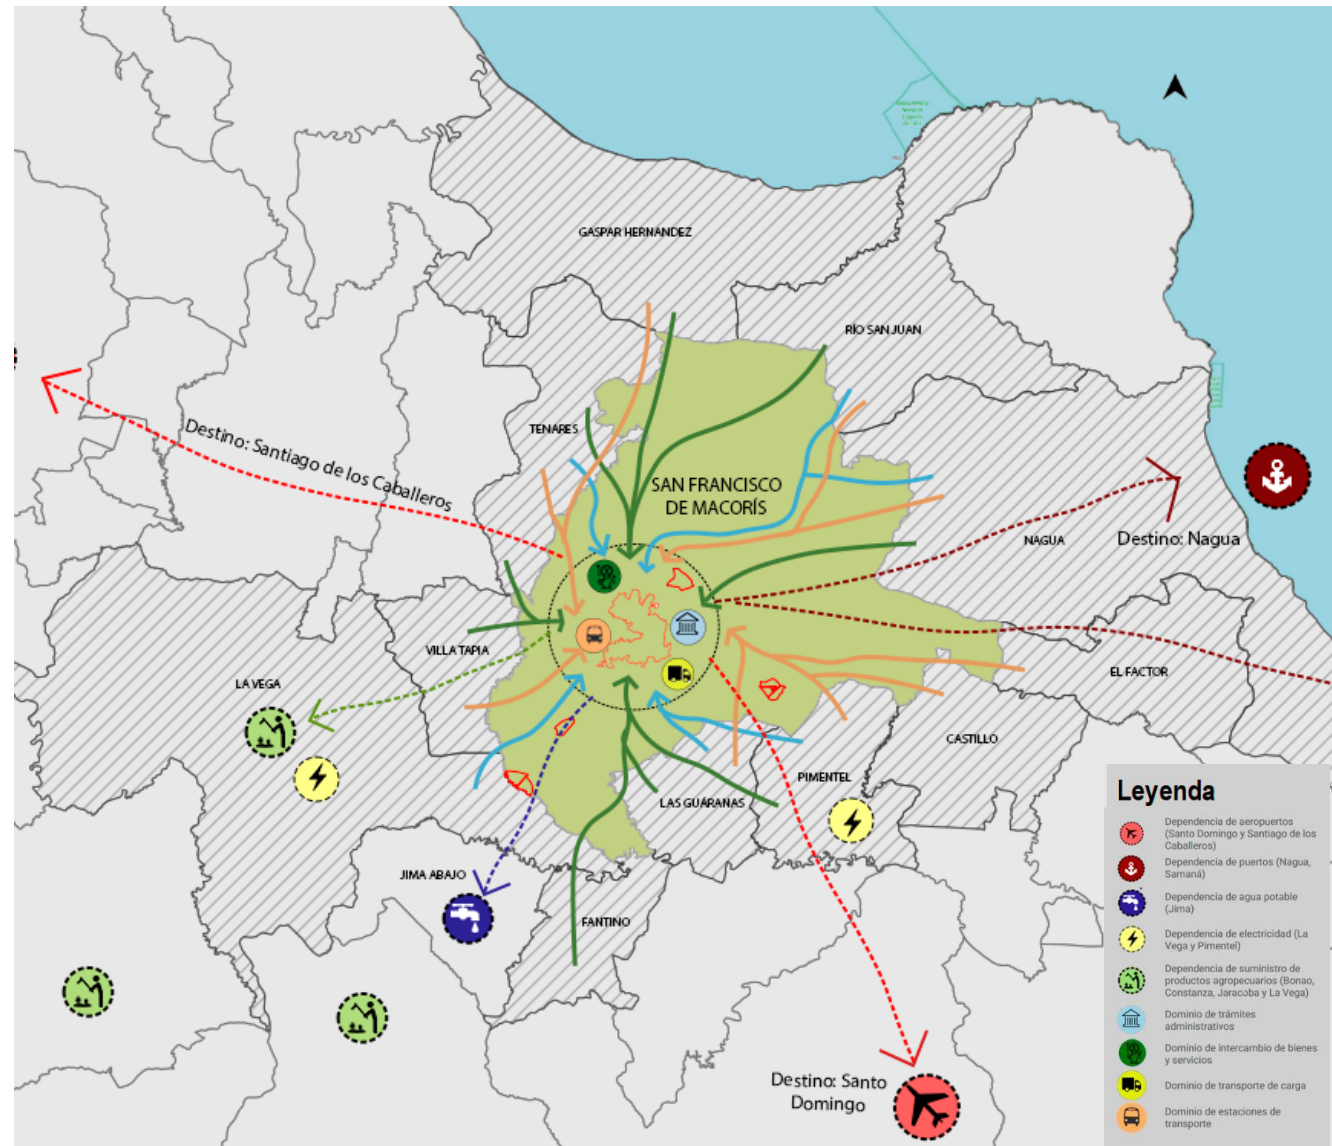 GASPAR HERNÁNDEZ
RÍO SAN JUAN
TENARES
Destino: Santiago de los Caballeros
SAN FRANCISCO
DE MACORÍS
NAGUA
Destino: Nagua
VILLA TAPIA
LA VEGA
EL FACTOR
CASTILLO
PIMENTEL
LAS GUÁRANAS
JIMA ABAJO
FANTINO
Destino: Santo
Domingo
Leyenda
Dependencia de aeropuertos
(Santo Domingo y Santiago de los
Caballeros)
Dependencia de puertos (Nagua,
Samaná)
Dependencia de agua potable
(Jima)
Dependencia de electricidad (La
Vega y Pimentel)
Dependencia de suministro de
productos agropecuarios (Bonao,
Constanza, Jaracoba y La Vega)
Dominio de trámites
administrativos
Dominio de intercambio de bienes
y servicios
Dominio de transporte de carga
Dominio de estaciones de
transporte